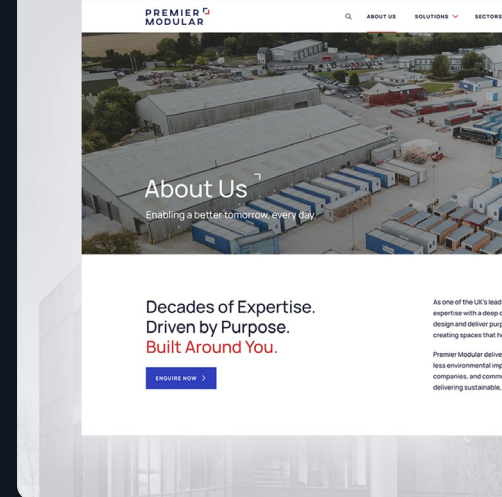 PREMIER
MODULAR
ABOUT US
SOLUTIONS
SECTORS
About Us
Enabling a better tomorrow, every day.
Decades of Expertise.
Driven by Purpose.
Built Around You.
ENQUIRE NOW
As one of the UK's lead
expertise with a deep c
design and deliver purp
creating spaces that h
Premier Modular delive
less environmental imp
companies, and commu
delivering sustainable,